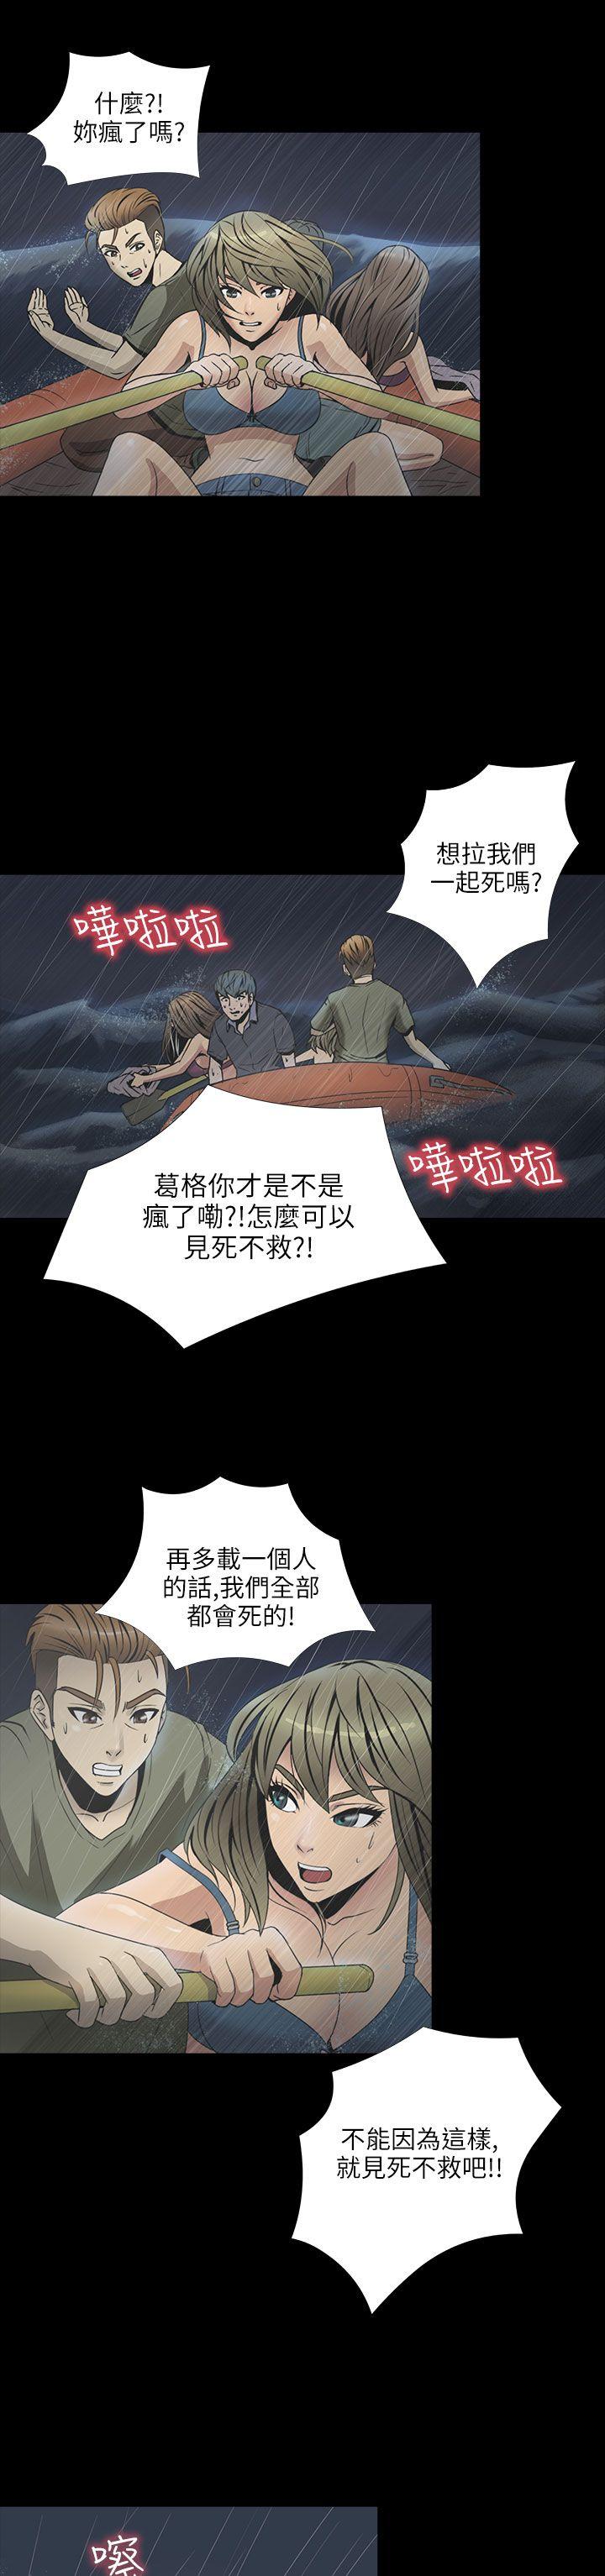 什麼?!
妳瘋了嗎?
想拉我們
一起死嗎?
嘩啦啦
嘩啦啦
葛格你才是不是
瘋了嘞?!怎麼可以
見死不救?!
再多載一個人
的話,我們全部
都會死的!
不能因為這樣,
就見死不救吧!!
嚓